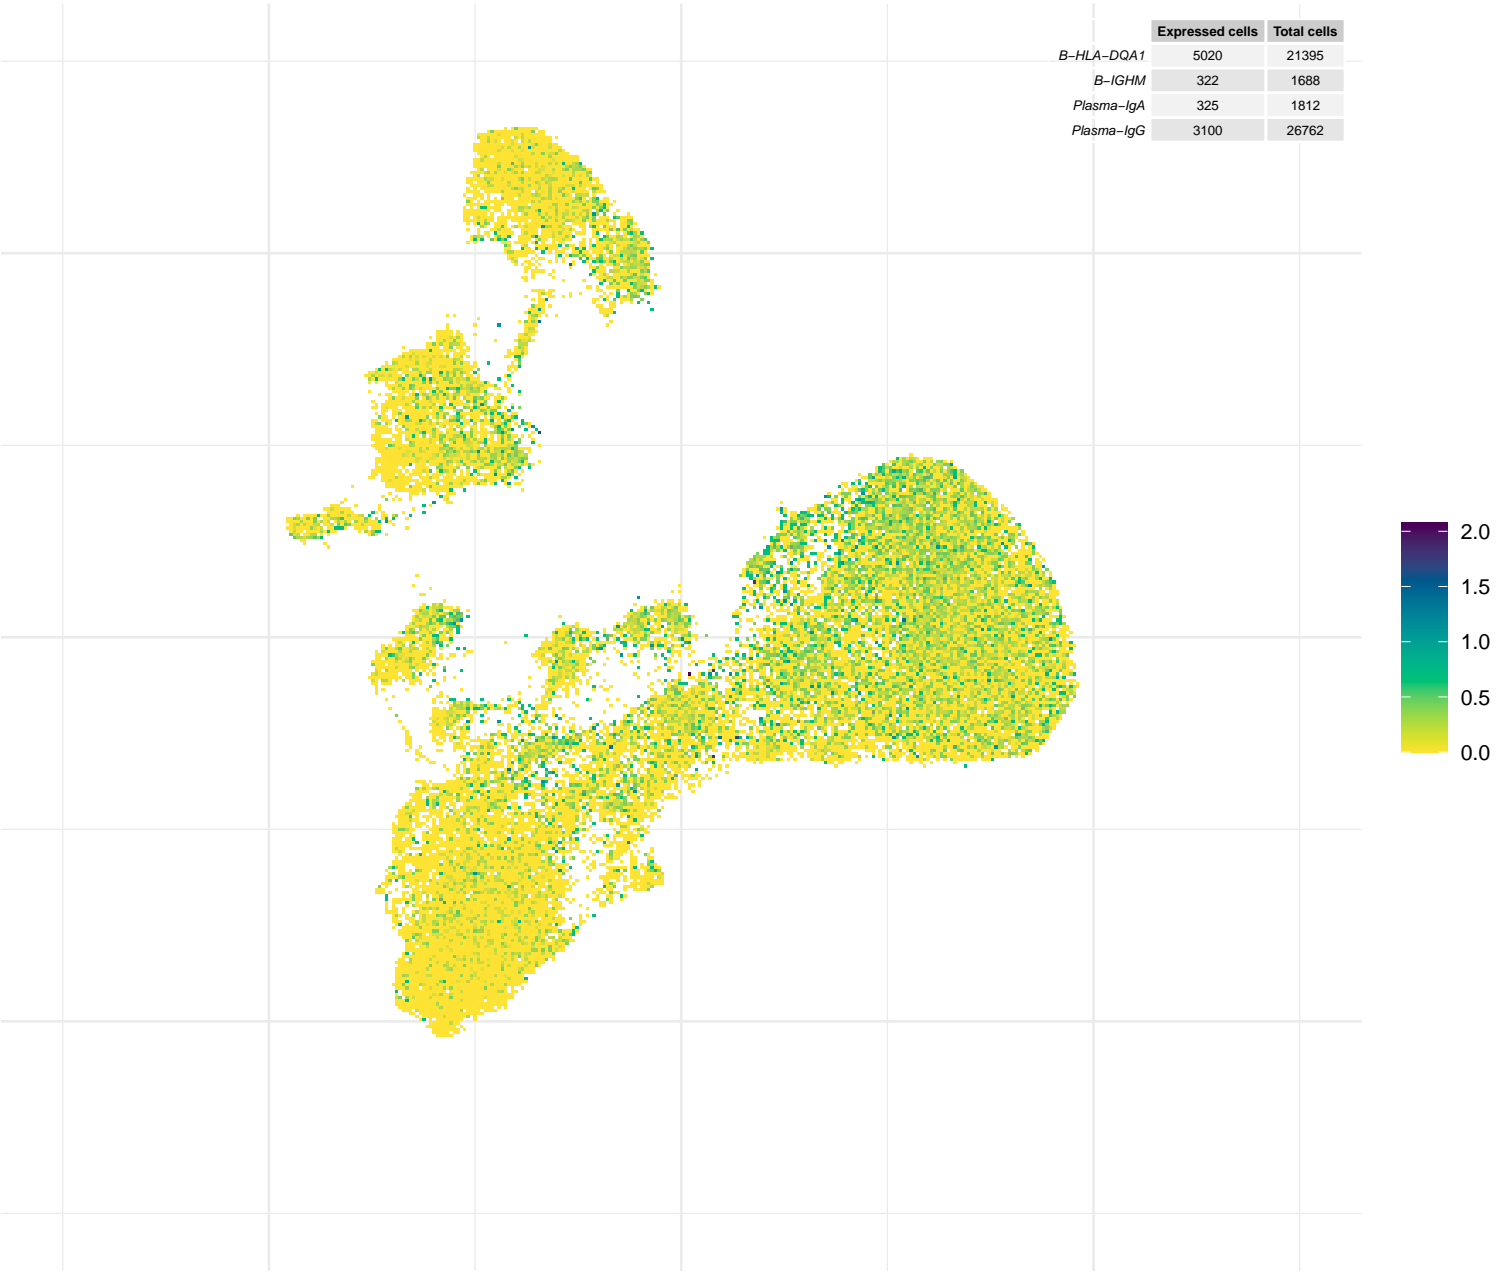 Expressed cells Total cells
B−HLA−DQA1 5020 21395
B−IGHM 322 1688
Plasma−IgA 325 1812
Plasma−IgG 3100 26762
2.0
1.5
1.0
0.5
0.0